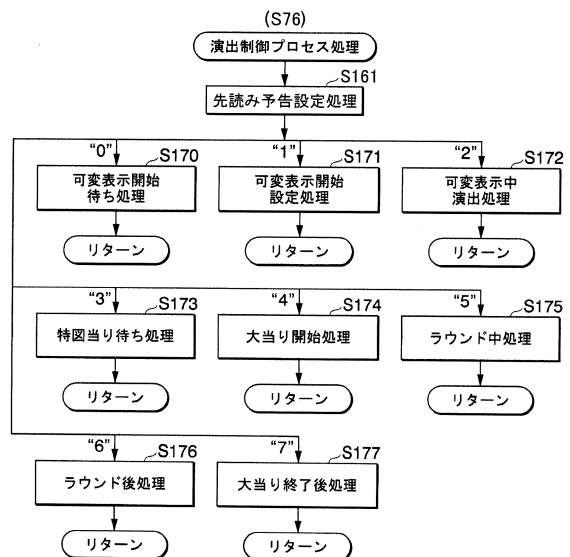 (S76)
演出制御プロセス処理
S161
先読み予告設定処理
“0” S170 “1” S171 “2” S172
可変表示開始 可変表示開始 可変表示中
待ち処理 設定処理 演出処理
リターン リターン リターン
“3” S173 “4” S174 “5” S175
特図当り待ち処理 大当り開始処理 ラウンド中処理
リターン リターン リターン
“6” S176 “7” S177
ラウンド後処理 大当り終了後処理
リターン リターン